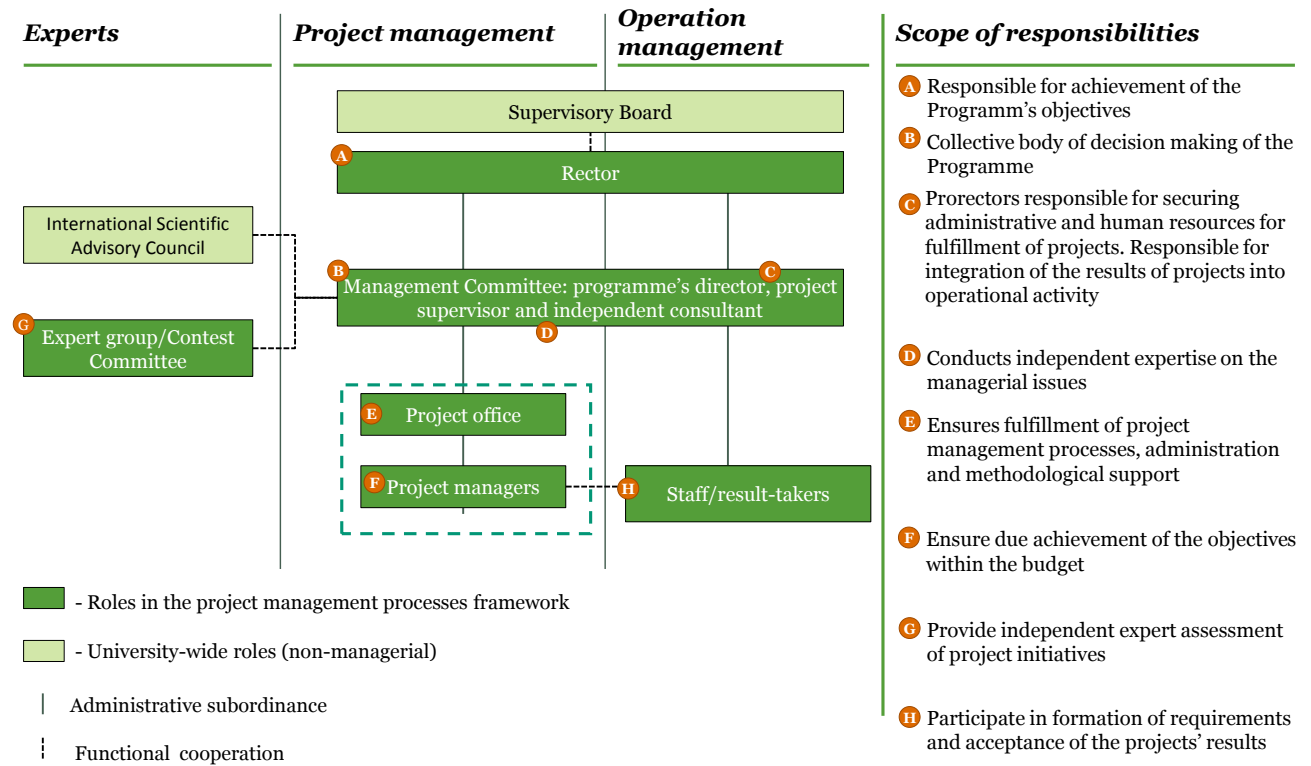 Experts
Project management
Operation
management
Scope of responsibilities
Supervisory Board
A
Rector
International Scientific
Advisory Council
B
C
Management Committee: programme's director, project
supervisor and independent consultant
D
G
Expert group/Contest
Committee
E
Project office
F
Project managers
H
Staff/result-takers
- Roles in the project management processes framework
- University-wide roles (non-managerial)
Administrative subordinance
Functional cooperation
A Responsible for achievement of the
Programm's objectives
B Collective body of decision making of the
Programme
C Prorectors responsible for securing
administrative and human resources for
fulfillment of projects. Responsible for
integration of the results of projects into
operational activity
D Conducts independent expertise on the
managerial issues
E Ensures fulfillment of project
management processes, administration
and methodological support
F Ensure due achievement of the objectives
within the budget
G Provide independent expert assessment
of project initiatives
H Participate in formation of requirements
and acceptance of the projects' results